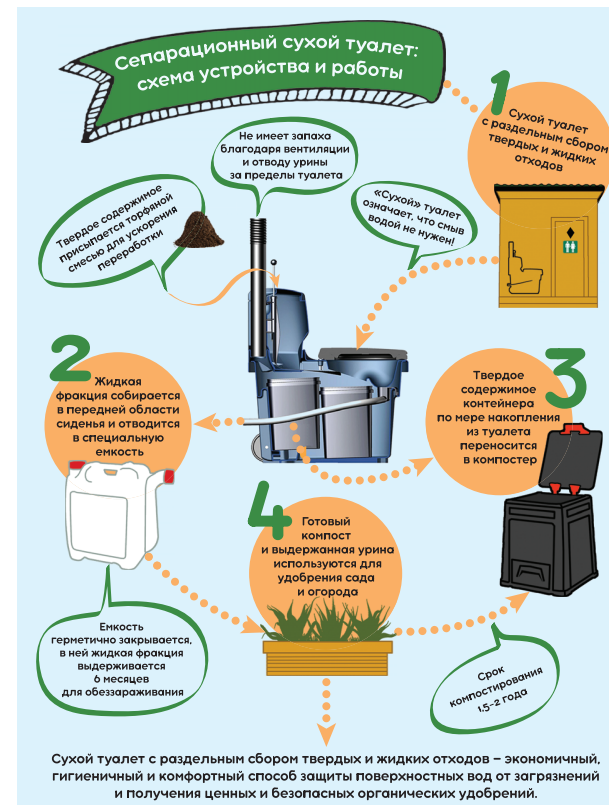 Сепарационный сухой туалет:
схема устройства и работы
1
Сухой туалет
с раздельным сбором
твердых и жидких
отходов
Не имеет запаха
благодаря вентиляции
и отводу урины
за пределы туалета
Твердое содержимое
присыпается торфяной
смесью для ускорения
переработки
«Сухой» туалет
означает, что смыв
водой не нужен!
2
Жидкая
фракция собирается
в передней области
сиденья и отводится
в специальную
емкость
3
Твердое
содержимое
контейнера
по мере накопления
из туалета
переносится
в компостер
4
Готовый
компост
и выдержанная урина
используются для
удобрения сада
и огорода
Емкость
герметично закрывается,
в ней жидкая фракция
выдерживается
6 месяцев
для обеззараживания
Срок
компостирования
1,5-2 года
Сухой туалет с раздельным сбором твердых и жидких отходов – экономичный,
гигиеничный и комфортный способ защиты поверхностных вод от загрязнений
и получения ценных и безопасных органических удобрений.